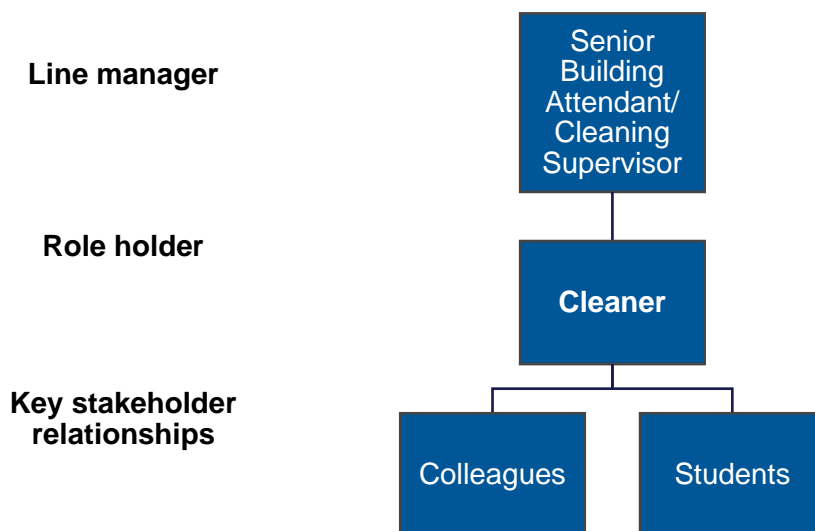 Line manager
Senior
Building
Attendant/
Cleaning
Supervisor
Role holder
Cleaner
Key stakeholder
relationships
Colleagues
Students